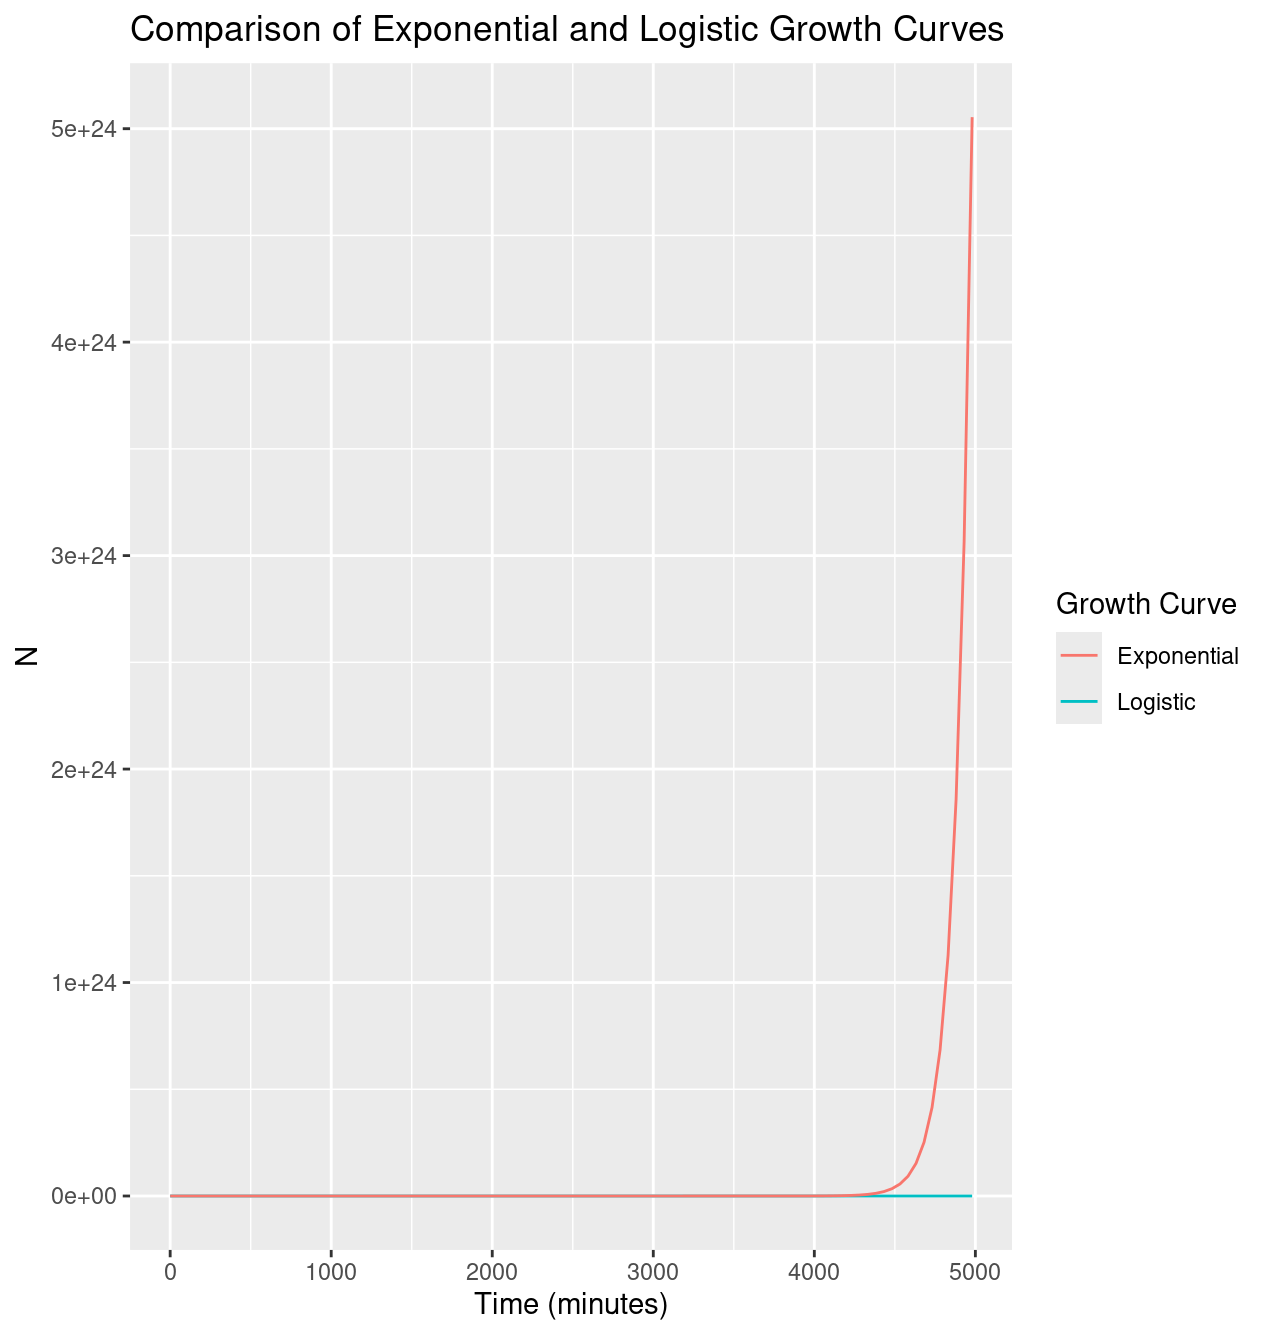 Comparison of Exponential and Logistic Growth Curves
5e+24
4e+24
3e+24
2e+24
1e+24
0e+00
N
0 1000 2000 3000 4000 5000
Time (minutes)
Growth Curve
Exponential
Logistic